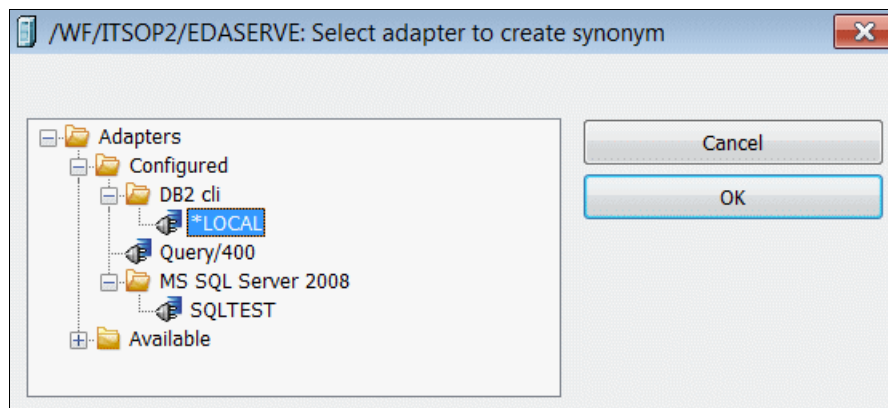 /WF/ITSOP2/EDASERVE: Select adapter to create synonym
Adapters
Configured
DB2 cli
*LOCAL
Query/400
MS SQL Server 2008
SQLTEST
Available
Cancel
OK